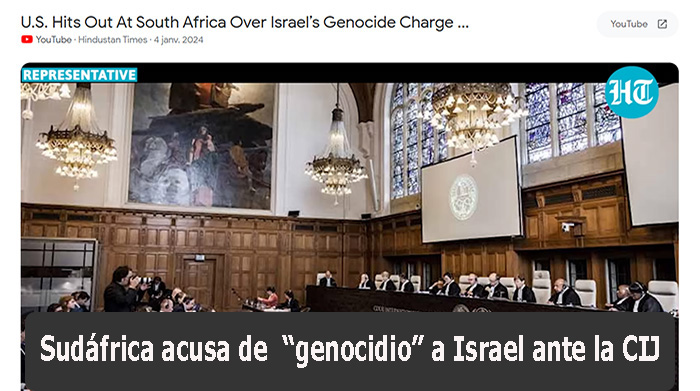 U.S. Hits Out At South Africa Over Israel’s Genocide Charge ...
YouTube
YouTube · Hindustan Times · 4 janv. 2024
REPRESENTATIVE
HT
Sudáfrica acusa de “genocidio” a Israel ante la CIJ